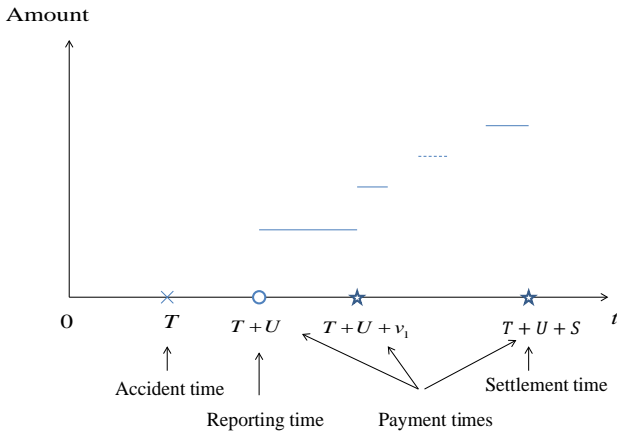 Amount
0 T T + U T + U + v₁ T + U + S t
Accident time
Settlement time
Reporting time
Payment times